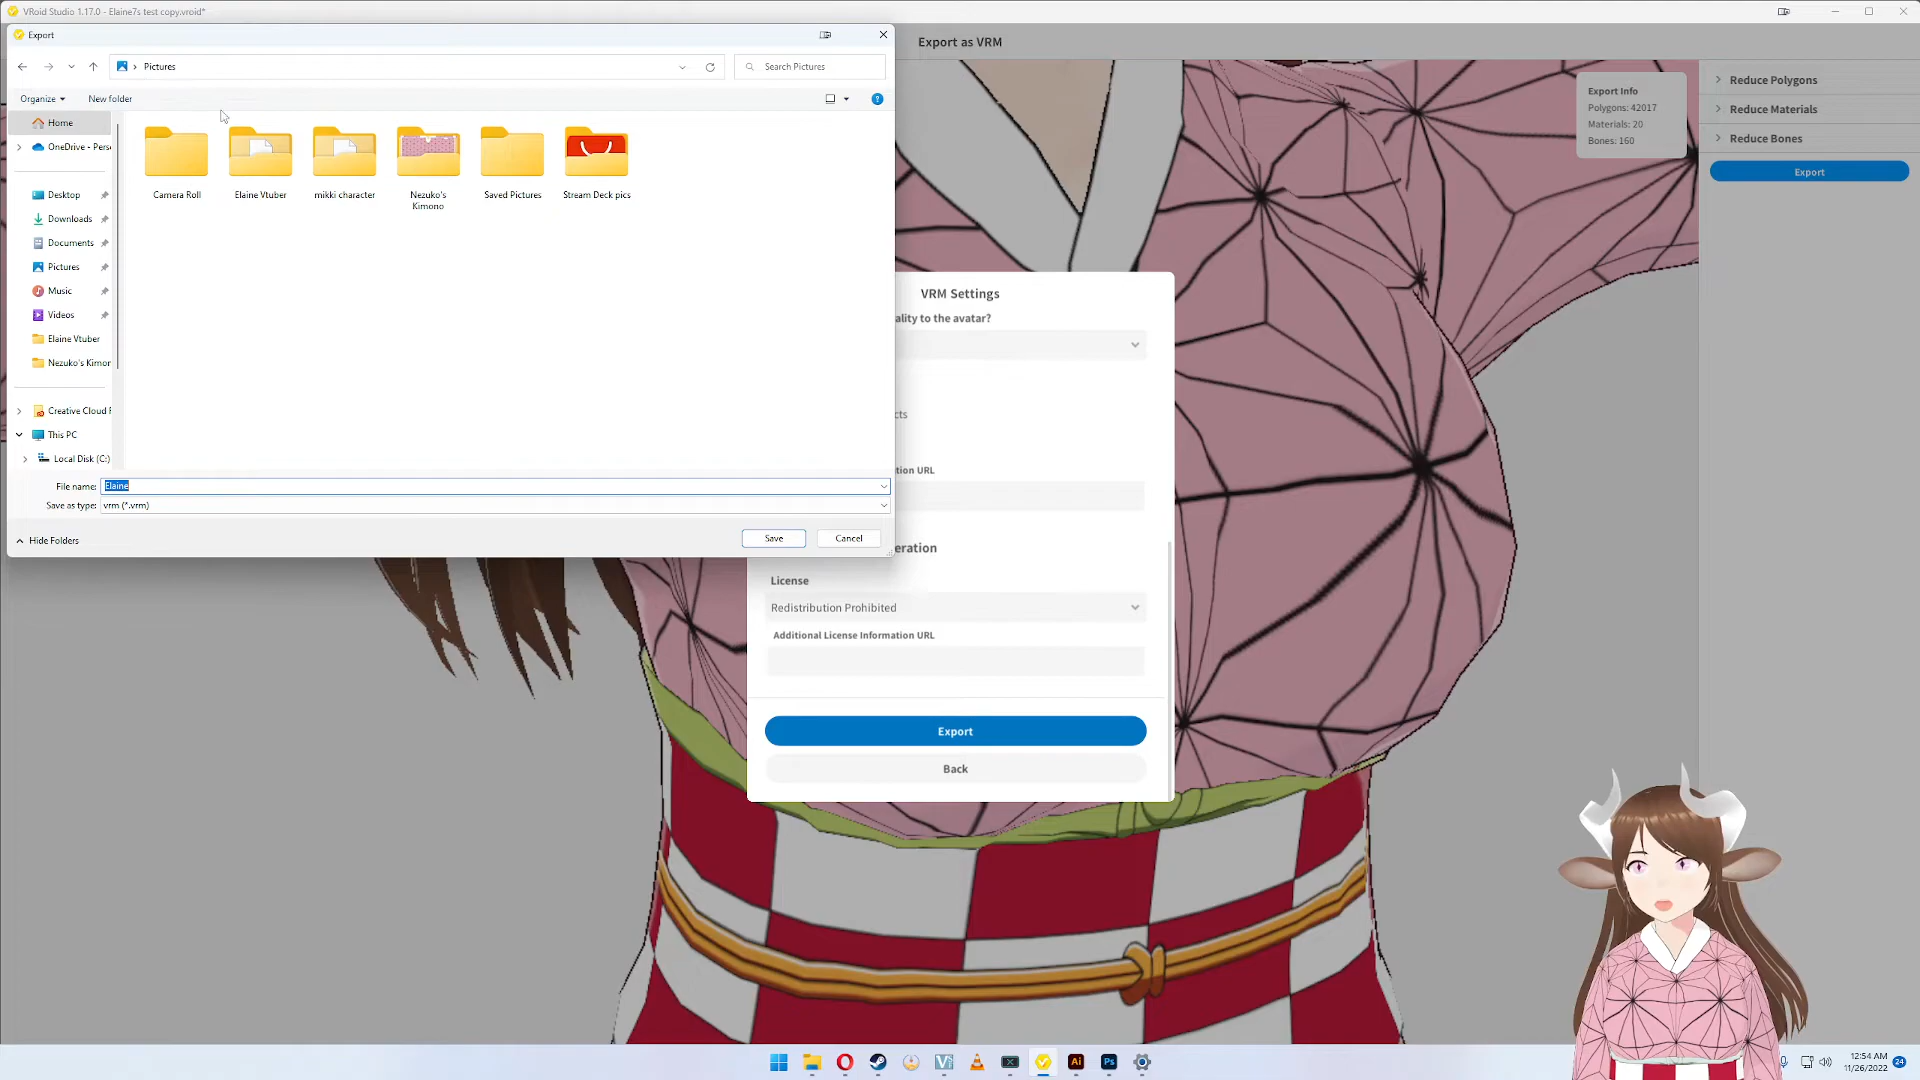 VRoid Studio 1.17.0 - Elaine7s test copy.vroid*
Export
Export as VRM
Pictures
Search Pictures
Organize
New folder
Home
OneDrive - Pers
Desktop
Downloads
Documents
Pictures
Music
Videos
Elaine Vtuber
Nezuko's Kimon
Creative Cloud F
This PC
Local Disk (C:)
Camera Roll
Elaine Vtuber
mikki character
Nezuko's
Kimono
Saved Pictures
Stream Deck pics
File name: Elaine
Save as type: vrm (*.vrm)
Hide Folders
Save
Cancel
Export Info
Polygons: 42017
Materials: 20
Bones: 160
Reduce Polygons
Reduce Materials
Reduce Bones
Export
VRM Settings
ality to the avatar?
cts
tion URL
eration
License
Redistribution Prohibited
Additional License Information URL
Export
Back
Ai
Ps
12:54 AM
11/26/2022
24